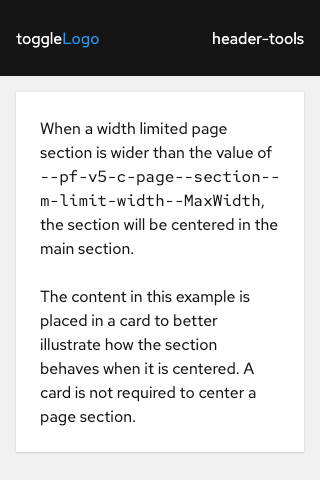 toggleLogo header-tools
When a width limited page
section is wider than the value of
--pf-v5-c-page--section--
m-limit-width--MaxWidth,
the section will be centered in the
main section.
The content in this example is
placed in a card to better
illustrate how the section
behaves when it is centered. A
card is not required to center a
page section.